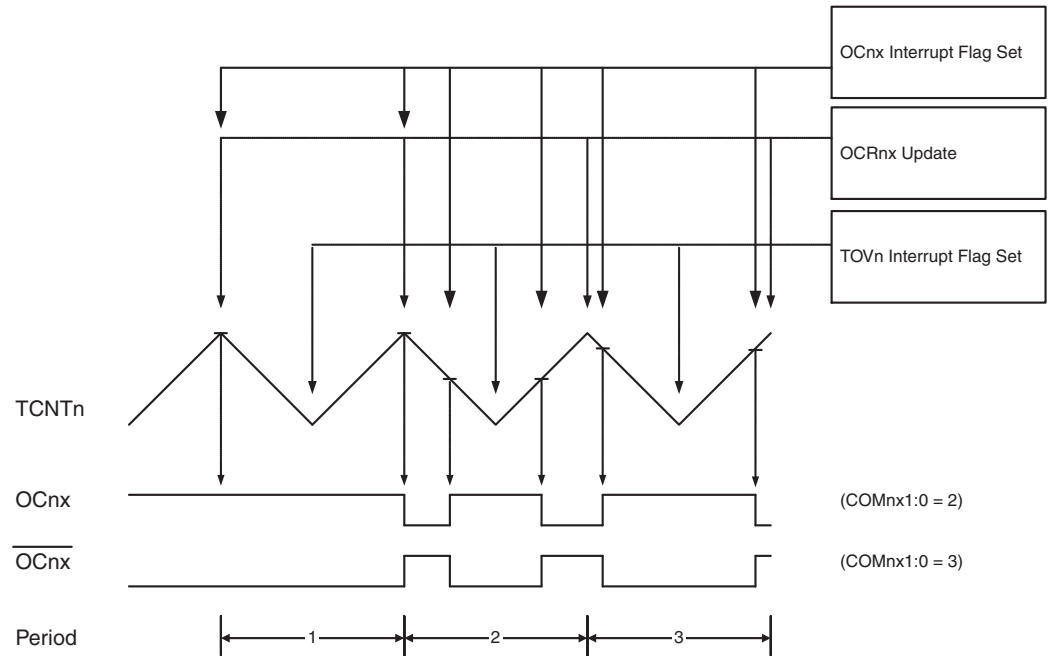 OCnx Interrupt Flag Set
OCRnx Update
TOVn Interrupt Flag Set
TCNTn
OCnx
(COMnx1:0 = 2)
OCnx
(COMnx1:0 = 3)
Period
1
2
3